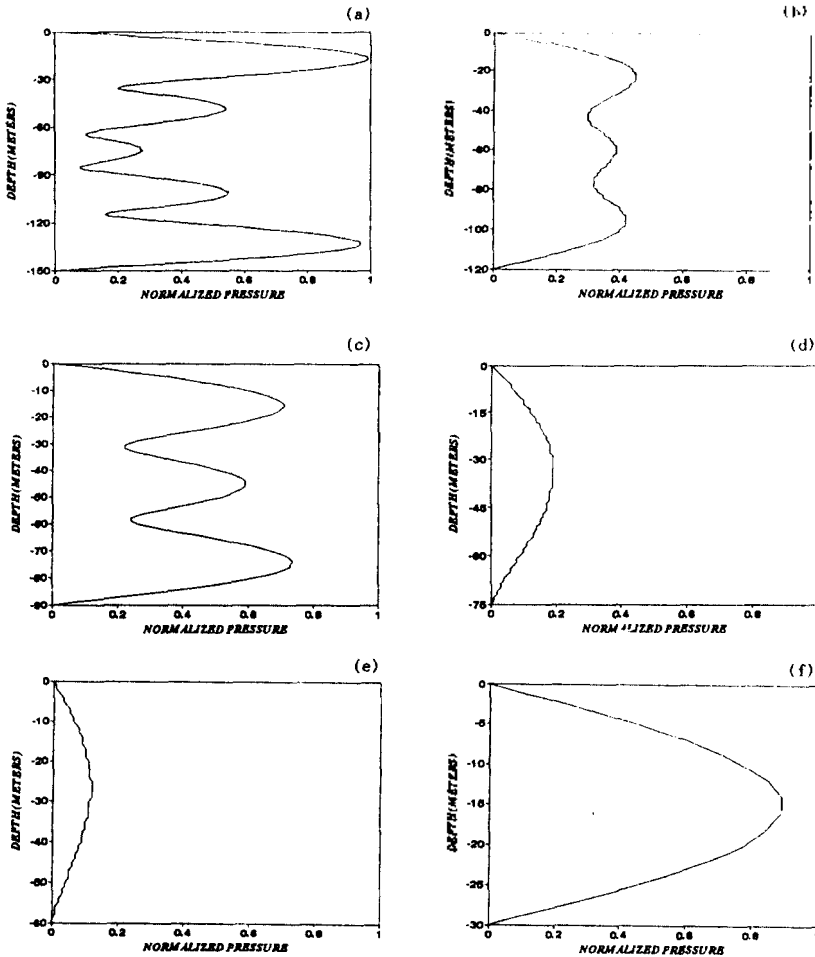 (a)
0
-30
-60
-90
-120
-150
DEPTH(METERS)
0 0.2 0.4 0.6 0.8 1
NORMALIZED PRESSURE
(b)
0
-20
-40
-60
-80
-100
-120
DEPTH(METERS)
0 0.2 0.4 0.6 0.8 1
NORMALIZED PRESSURE
(c)
0
-10
-20
-30
-40
-50
-60
-70
-80
-90
DEPTH(METERS)
0 0.2 0.4 0.6 0.8 1
NORMALIZED PRESSURE
(d)
0
-15
-30
-45
-60
-75
DEPTH(METERS)
0 0.2 0.4 0.6 0.8
NORMALIZED PRESSURE
(e)
0
-10
-20
-30
-40
-50
-60
DEPTH(METERS)
0 0.2 0.4 0.6 0.8 1
NORMALIZED PRESSURE
(f)
0
-5
-10
-15
-20
-25
-30
DEPTH(METERS)
0 0.2 0.4 0.6 0.8
NORMALIZED PRESSURE